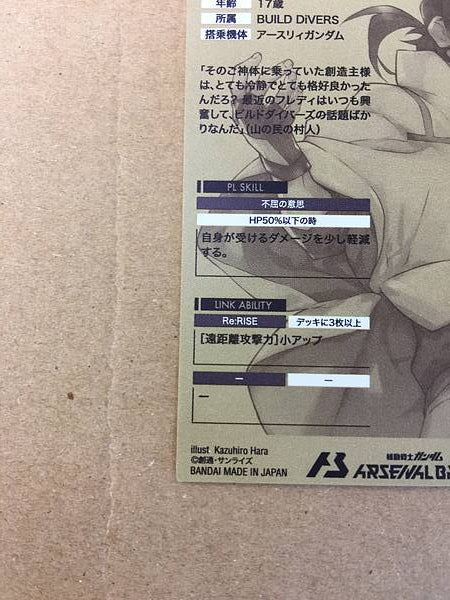 年齢 17歳
所属 BUILD DiVERS
搭乗機体 アースリィガンダム
「そのご神体に乗っていた創造主様
は、とても冷静でとても格好良かった
んだろ? 最近のフレディはいつも興
奮して、ビルドダイバーズの話題ばか
りなんだ」(山の民の村人)
PL SKILL
不屈の意思
HP50%以下の時
自身が受けるダメージを少し軽減
する。
LINK ABILITY
Re:RISE デッキに3枚以上
[遠距離攻撃力]小アップ
— —
—
illust Kazuhiro Hara
©創通・サンライズ
BANDAI MADE IN JAPAN
機動戦士ガンダム
ARSENAL B